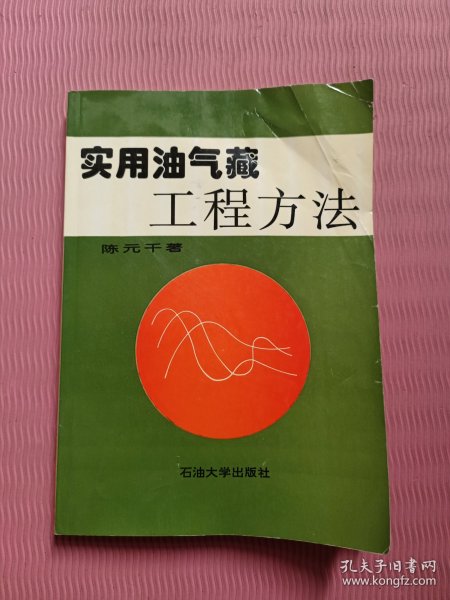 实用油气藏
工程方法
陈元千著
石油大学出版社
孔夫子旧书网
www.kongfz.com